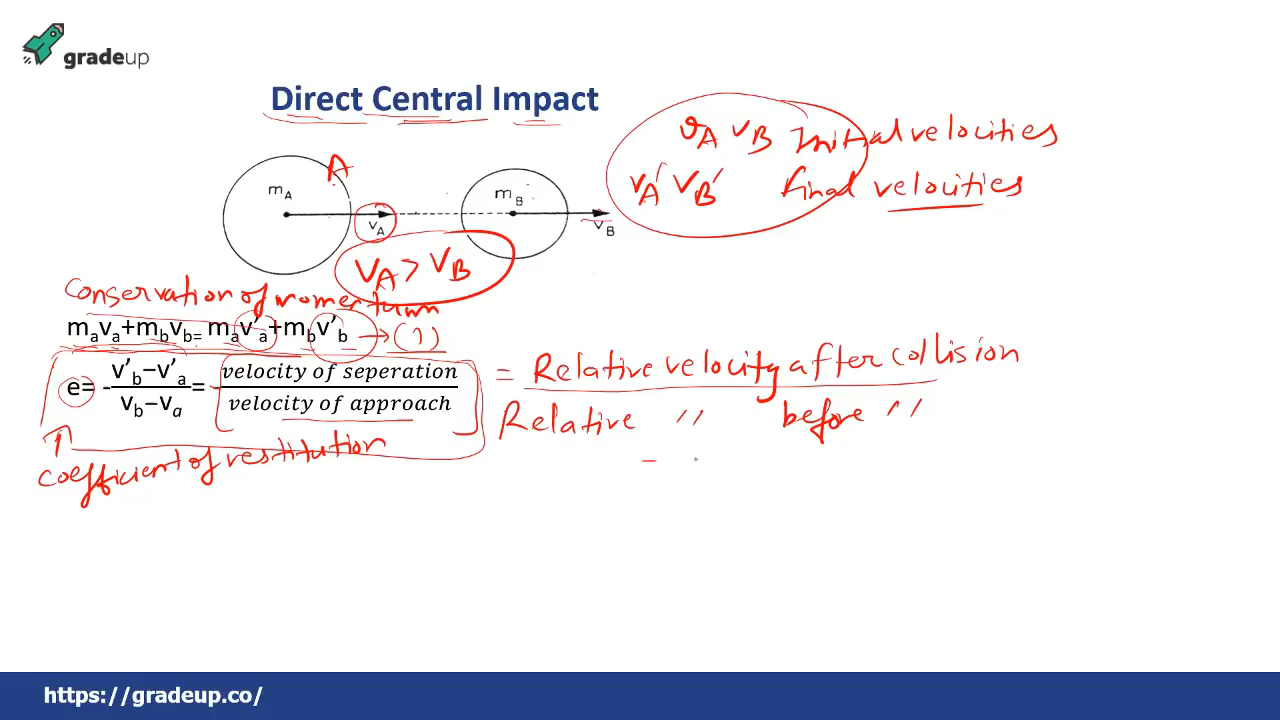 gradeup
Direct Central Impact
vA vB Initial velocities
vA' vB' final velocities
A
mA
mB
vA
vB
VA > VB
Conservation of momentum
mava+mbvb= mav'a+mbv'b → (1)
e= - v'b−v'a / vb−va = - velocity of seperation / velocity of approach
= Relative velocity after collision
Relative " before "
coefficient of restitution
https://gradeup.co/